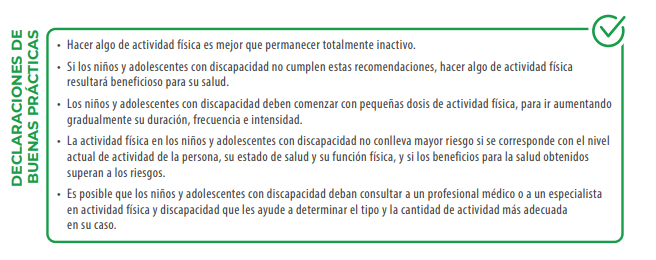 DECLARACIONES DE
BUENAS PRÁCTICAS
• Hacer algo de actividad física es mejor que permanecer totalmente inactivo.
• Si los niños y adolescentes con discapacidad no cumplen estas recomendaciones, hacer algo de actividad física
resultará beneficioso para su salud.
• Los niños y adolescentes con discapacidad deben comenzar con pequeñas dosis de actividad física, para ir aumentando
gradualmente su duración, frecuencia e intensidad.
• La actividad física en los niños y adolescentes con discapacidad no conlleva mayor riesgo si se corresponde con el nivel
actual de actividad de la persona, su estado de salud y su función física, y si los beneficios para la salud obtenidos
superan a los riesgos.
• Es posible que los niños y adolescentes con discapacidad deban consultar a un profesional médico o a un especialista
en actividad física y discapacidad que les ayude a determinar el tipo y la cantidad de actividad más adecuada
en su caso.